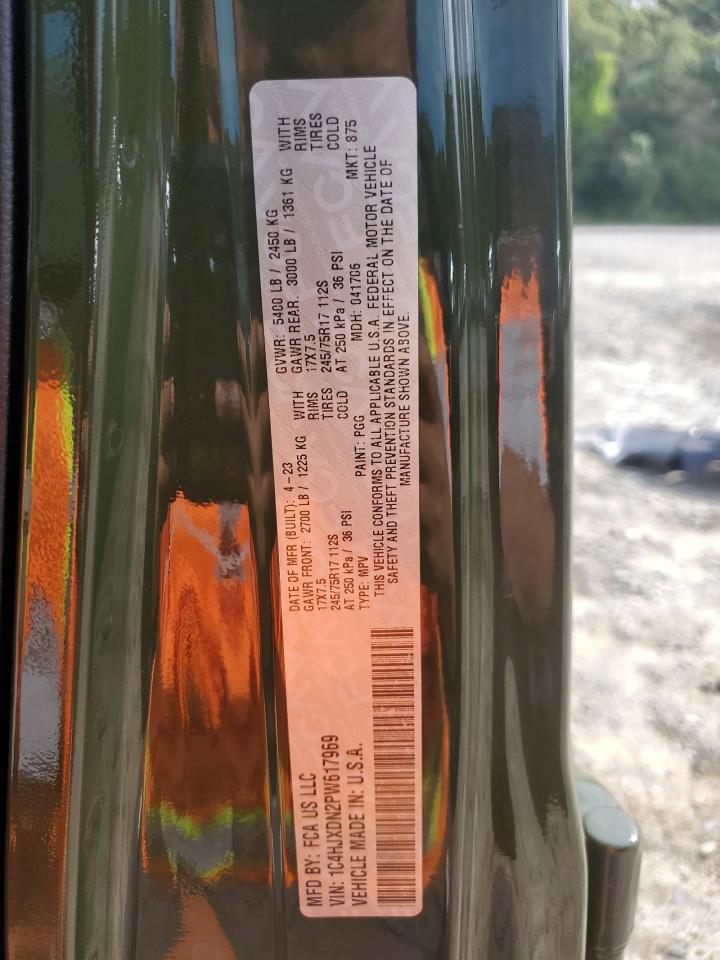 MFD BY: FCA US LLC
VIN: 1C4HJXDN2PW617969
VEHICLE MADE IN: U.S.A.
DATE OF MFR (BUILT): 4-23
GVWR: 5400 LB / 2450 KG
GAWR FRONT: 2700 LB / 1225 KG WITH
GAWR REAR: 3000 LB / 1361 KG WITH
17X7.5 RIMS
17X7.5 RIMS
245/75R17 112S TIRES
245/75R17 112S TIRES
AT 250 kPa / 36 PSI COLD
AT 250 kPa / 36 PSI COLD
TYPE: MPV PAINT: PGG MDH: 041706 MKT: 875
THIS VEHICLE CONFORMS TO ALL APPLICABLE U.S.A. FEDERAL MOTOR VEHICLE
SAFETY AND THEFT PREVENTION STANDARDS IN EFFECT ON THE DATE OF
MANUFACTURE SHOWN ABOVE.